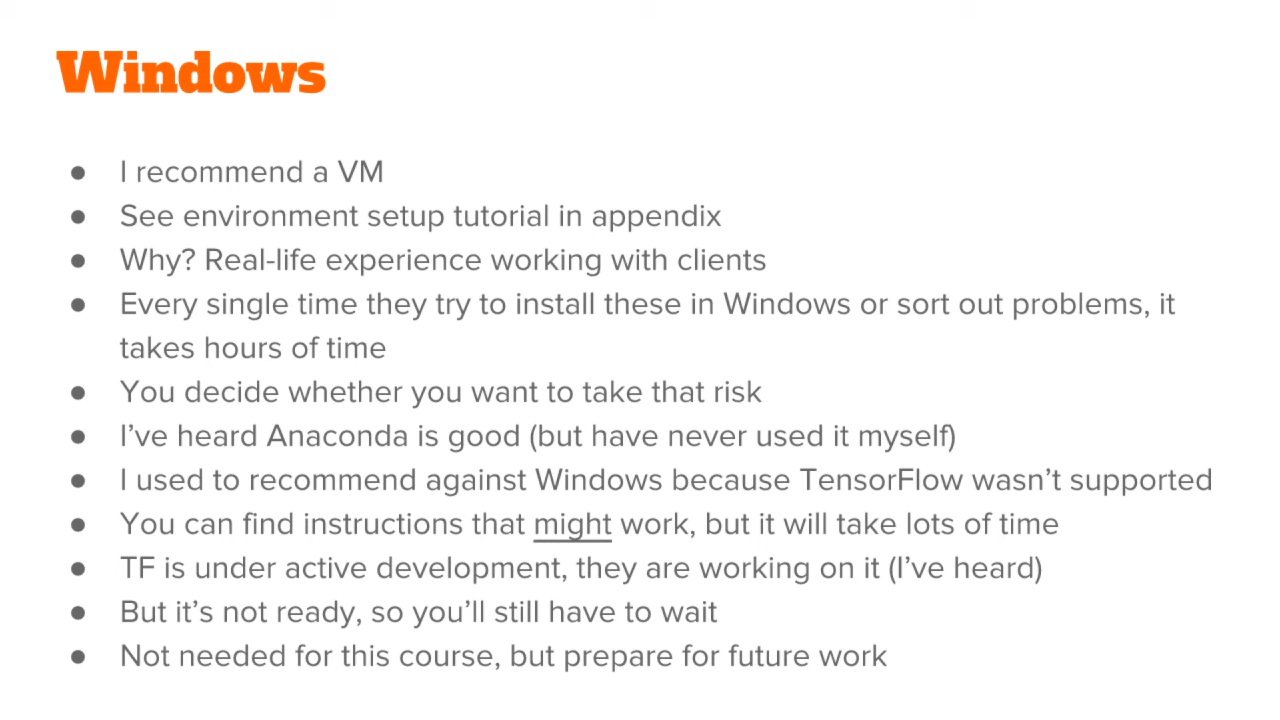 Windows
● I recommend a VM
● See environment setup tutorial in appendix
● Why? Real-life experience working with clients
● Every single time they try to install these in Windows or sort out problems, it
takes hours of time
● You decide whether you want to take that risk
● I’ve heard Anaconda is good (but have never used it myself)
● I used to recommend against Windows because TensorFlow wasn’t supported
● You can find instructions that might work, but it will take lots of time
● TF is under active development, they are working on it (I’ve heard)
● But it’s not ready, so you’ll still have to wait
● Not needed for this course, but prepare for future work